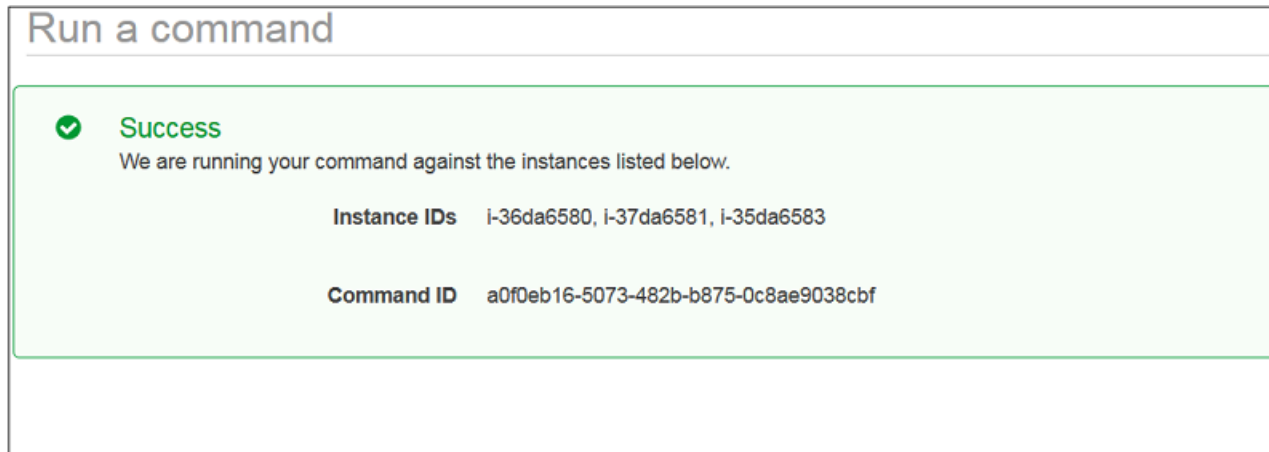 Run a command
Success
We are running your command against the instances listed below.
Instance IDs i-36da6580, i-37da6581, i-35da6583
Command ID a0f0eb16-5073-482b-b875-0c8ae9038cbf